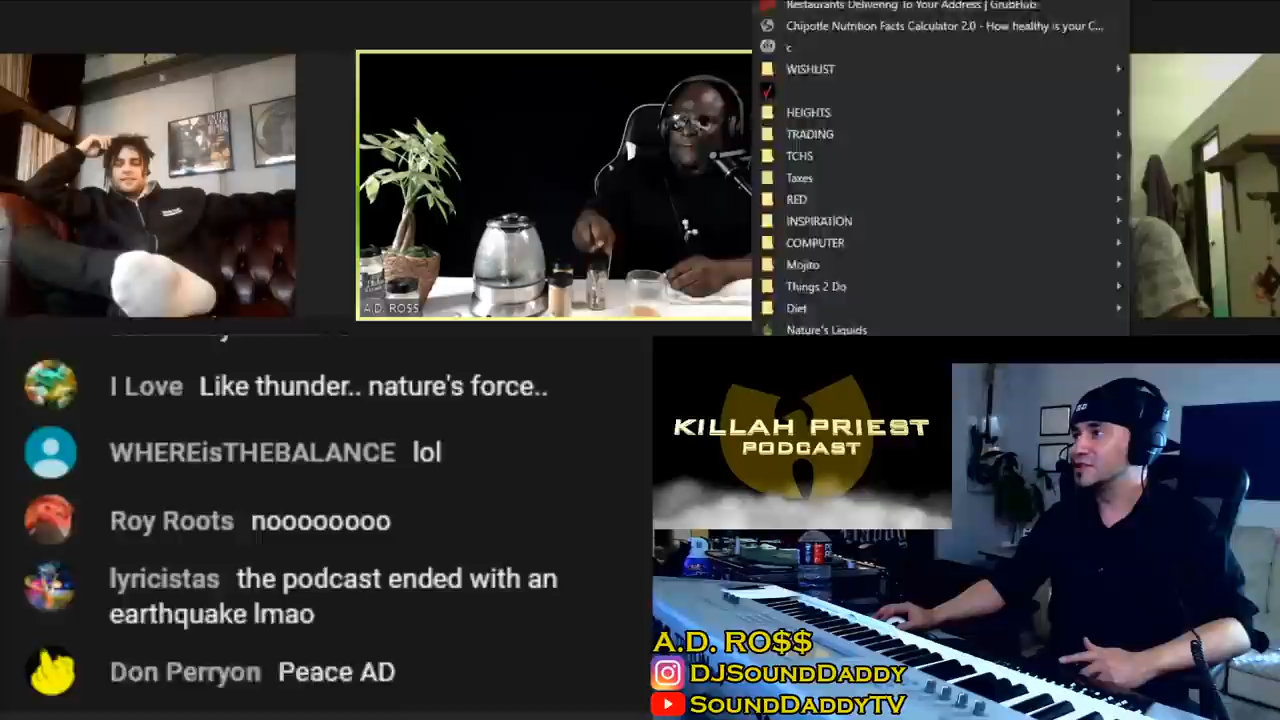 Restaurants Delivering To Your Address | GrubHub
Chipotle Nutrition Facts Calculator 2.0 - How healthy is your C...
c
WISHLIST
HEIGHTS
TRADING
TCHS
Taxes
RED
INSPIRATION
COMPUTER
Mojito
Things 2 Do
Diet
Nature's Liquids
A.D. ROSS
I Love Like thunder.. nature's force..
WHEREisTHEBALANCE lol
Roy Roots noooooooo
lyricistas the podcast ended with an
earthquake lmao
Don Perryon Peace AD
KILLAH PRIEST
PODCAST
A.D. RO$$
DJSoundDaddy
SoundDaddyTV